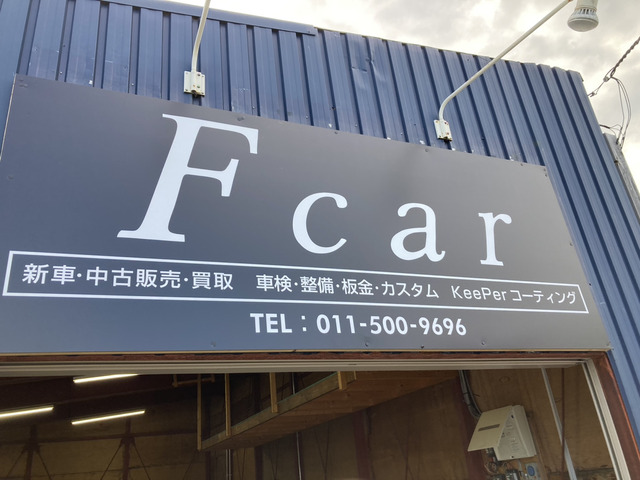 F car
新車・中古販売・買取 車検・整備・板金・カスタム KeePerコーティング
TEL：011-500-9696